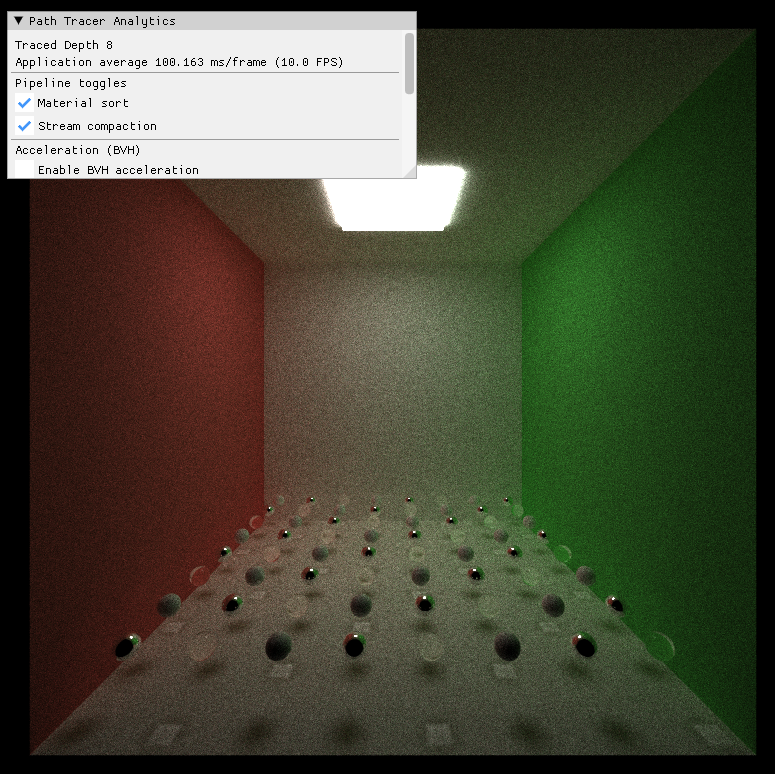 Path Tracer Analytics
Traced Depth 8
Application average 100.163 ms/frame (10.0 FPS)
Pipeline toggles
Material sort
Stream compaction
Acceleration (BVH)
Enable BVH acceleration